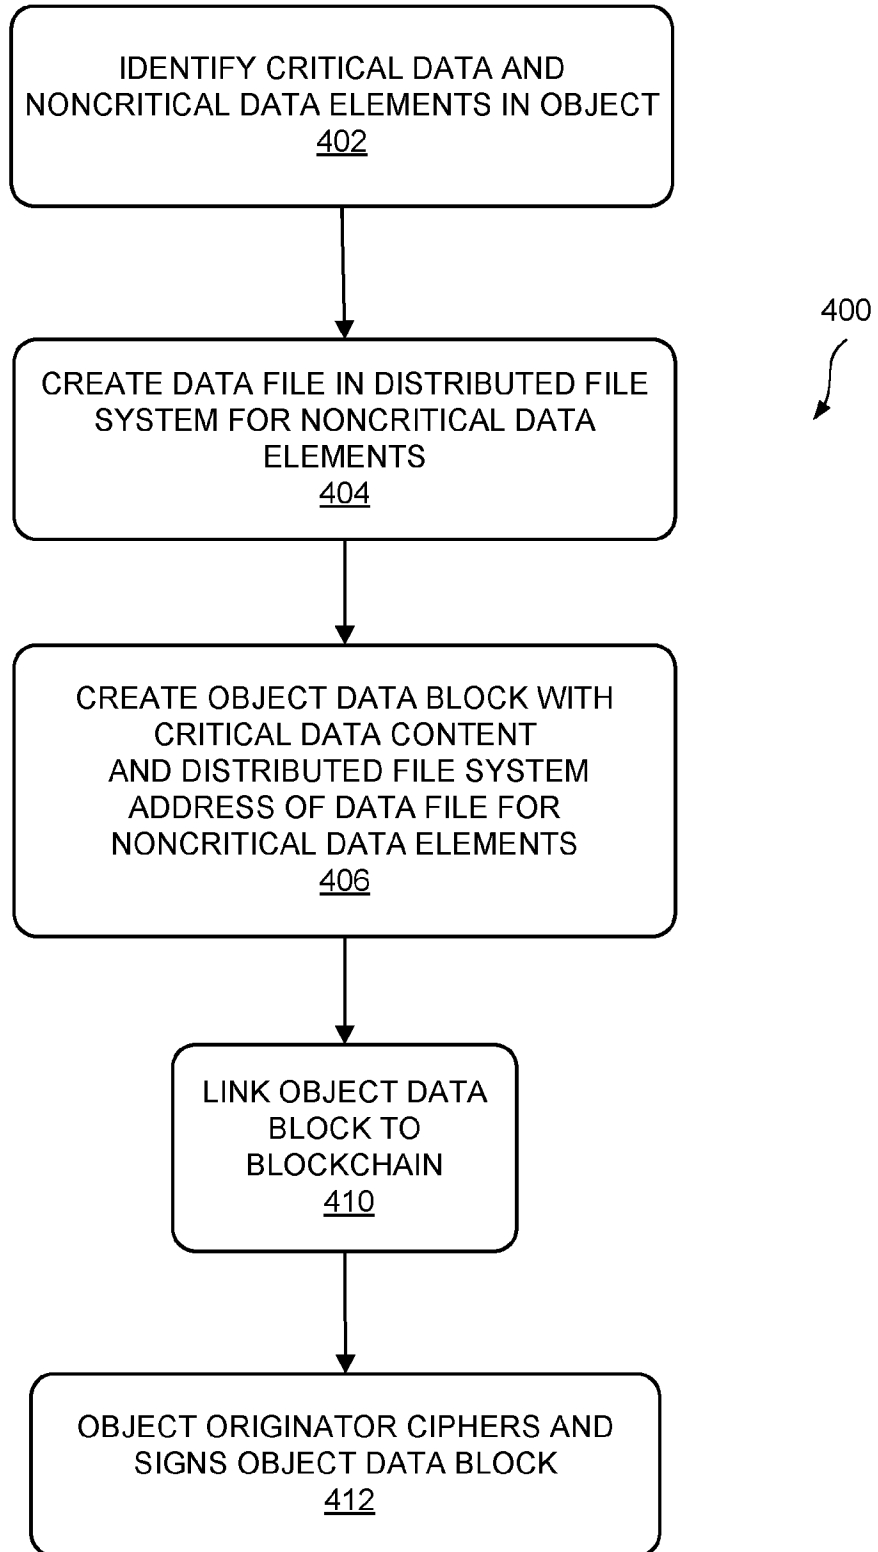 IDENTIFY CRITICAL DATA AND
NONCRITICAL DATA ELEMENTS IN OBJECT
402
400
CREATE DATA FILE IN DISTRIBUTED FILE
SYSTEM FOR NONCRITICAL DATA
ELEMENTS
404
CREATE OBJECT DATA BLOCK WITH
CRITICAL DATA CONTENT
AND DISTRIBUTED FILE SYSTEM
ADDRESS OF DATA FILE FOR
NONCRITICAL DATA ELEMENTS
406
LINK OBJECT DATA
BLOCK TO
BLOCKCHAIN
410
OBJECT ORIGINATOR CIPHERS AND
SIGNS OBJECT DATA BLOCK
412